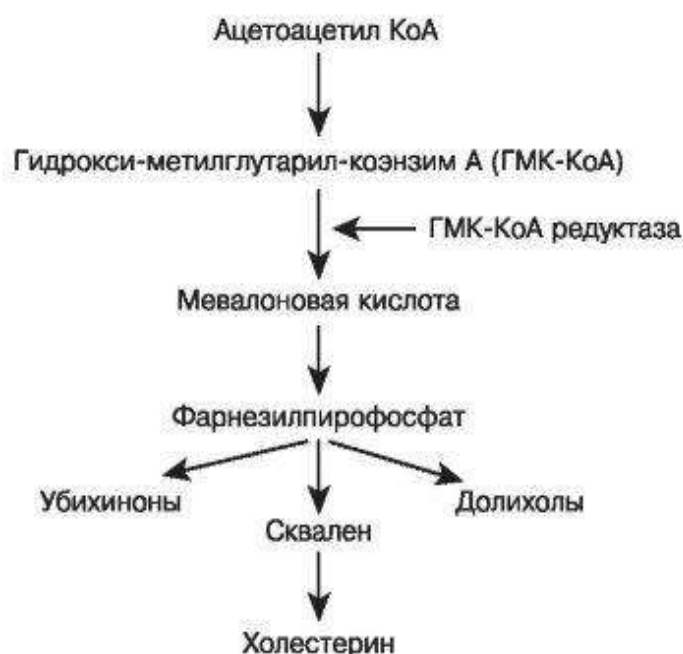 Ацетоацетил КоА
Гидрокси-метилглутарил-коэнзим А (ГМК-КоА)
ГМК-КоА редуктаза
Мевалоновая кислота
Фарнезилпирофосфат
Убихиноны
Долихолы
Сквален
Холестерин